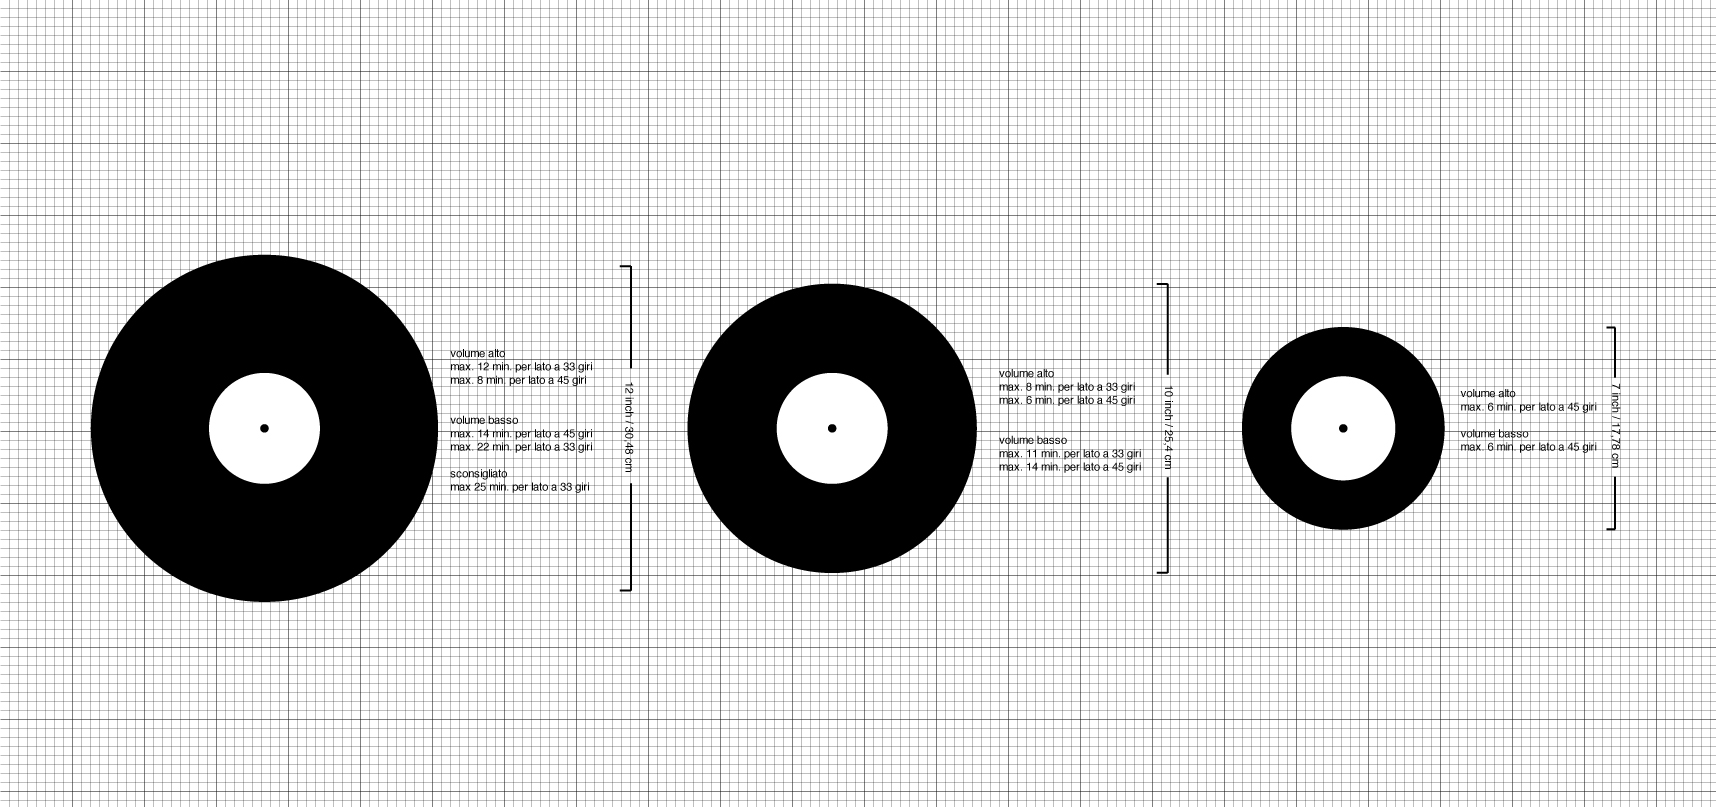 volume alto
max. 12 min. per lato a 33 giri
max. 8 min. per lato a 45 giri
volume basso
max. 14 min. per lato a 45 giri
max. 22 min. per lato a 33 giri
sconsigliato
max 25 min. per lato a 33 giri
12 inch / 30,48 cm
volume alto
max. 8 min. per lato a 33 giri
max. 6 min. per lato a 45 giri
volume basso
max. 11 min. per lato a 33 giri
max. 14 min. per lato a 45 giri
10 inch / 25,4 cm
volume alto
max. 6 min. per lato a 45 giri
volume basso
max. 6 min. per lato a 45 giri
7 inch / 17,78 cm